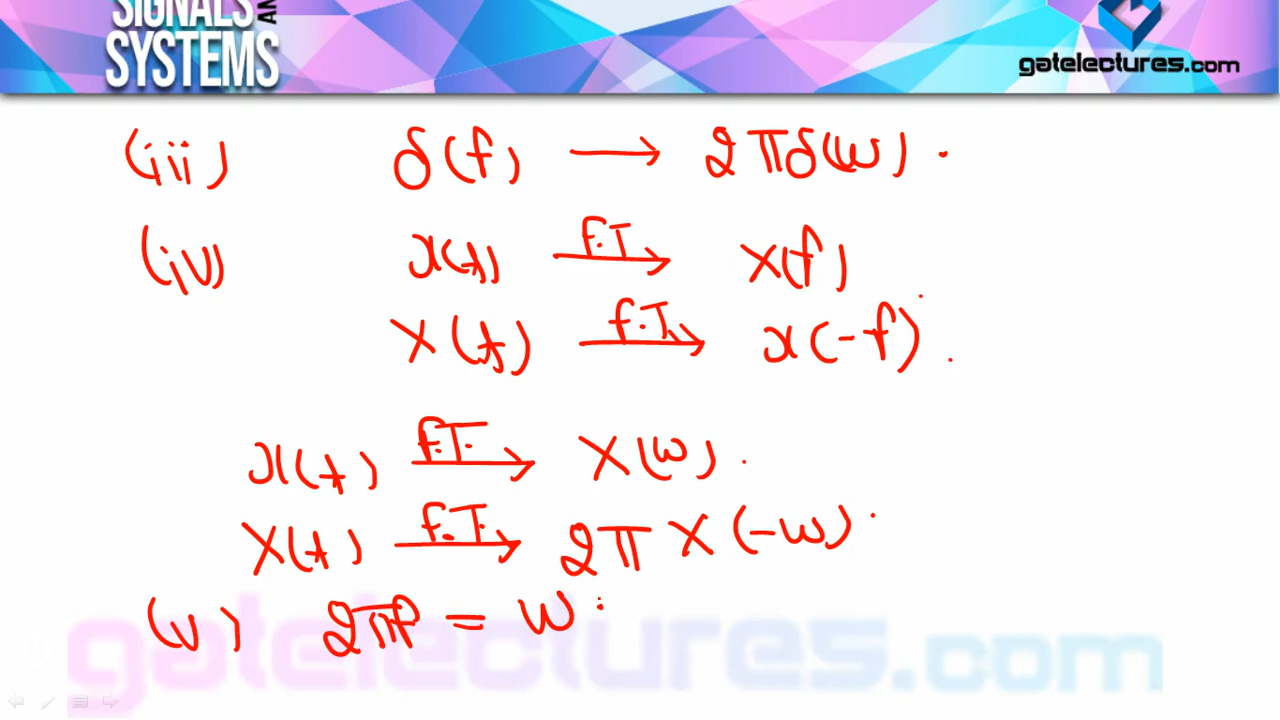 SIGNALS AND
SYSTEMS
gatelectures.com
(iii) δ(f) → 2πδ(ω).
(iv) x(t) F.T → X(f)
X(t) F.T → x(-f).
x(t) F.T. → X(ω).
X(t) F.T. → 2π X(-ω).
(v) 2πf = ω.
gatelectures.com